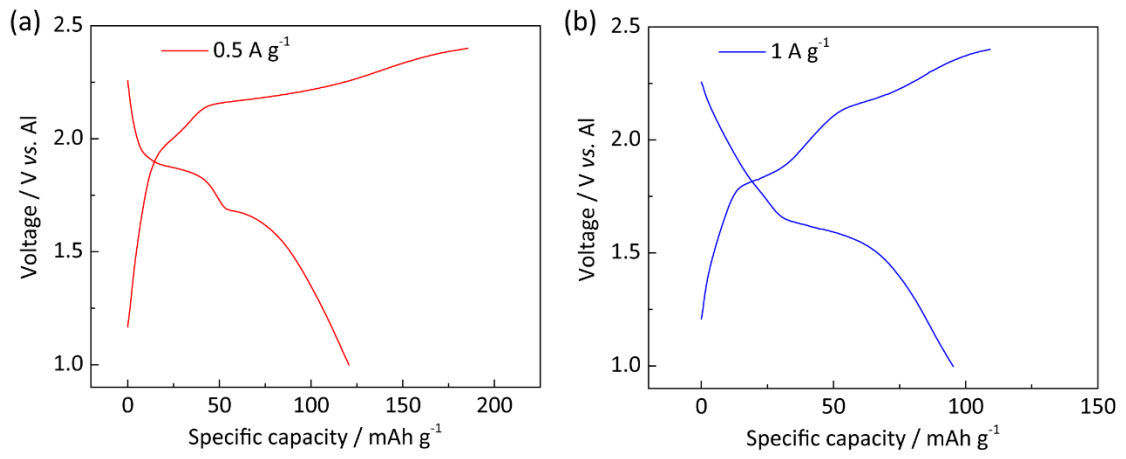 (a)
0.5 A g⁻¹
2.5
2.0
1.5
1.0
Voltage / V vs. Al
0 50 100 150 200
Specific capacity / mAh g⁻¹
(b)
1 A g⁻¹
2.5
2.0
1.5
1.0
Voltage / V vs. Al
0 50 100 150
Specific capacity / mAh g⁻¹